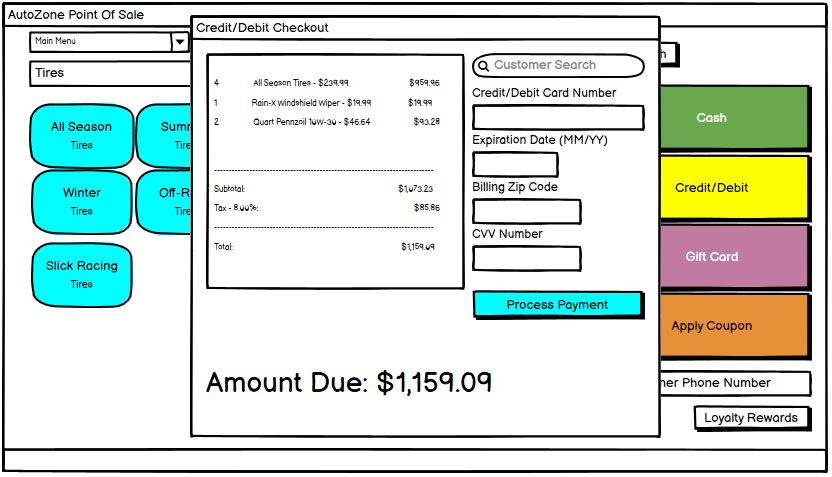 AutoZone Point Of Sale
Credit/Debit Checkout
Main Menu
Tires
All Season
Tires
Summ
Tire
Winter
Tires
Off-R
Tire
Slick Racing
Tires
4 All Season Tires - $239.99 $959.96
1 Rain-X Windshield Wiper - $19.99 $19.99
2 Quart Pennzoil 10W-30 - $46.64 $93.28
Subtotal: $1,073.23
Tax - 8.00%: $85.86
Total: $1,159.09
Customer Search
Credit/Debit Card Number
Expiration Date (MM/YY)
Billing Zip Code
CVV Number
Process Payment
Amount Due: $1,159.09
h
Cash
Credit/Debit
Gift Card
Apply Coupon
mer Phone Number
Loyalty Rewards